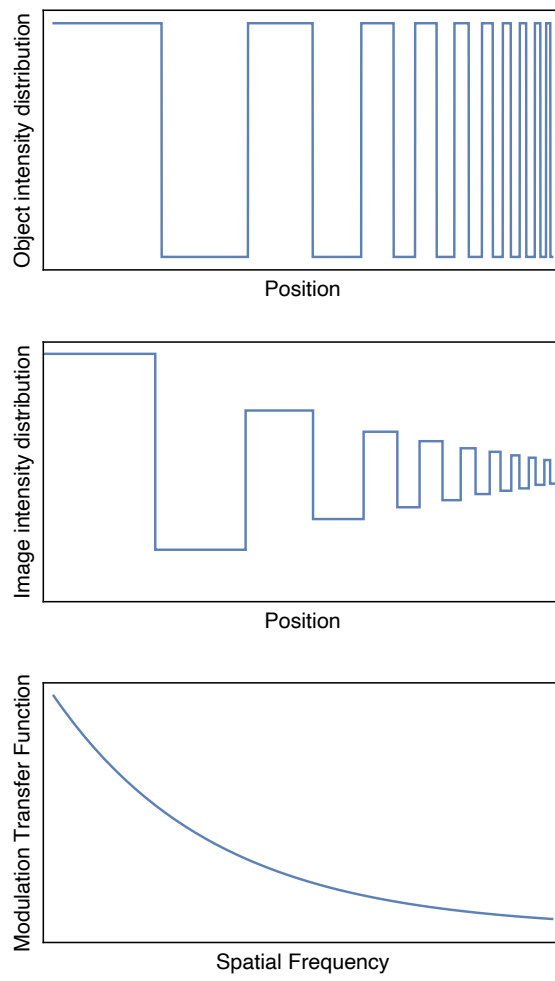 Object intensity distribution
Position
Image intensity distribution
Position
Modulation Transfer Function
Spatial Frequency